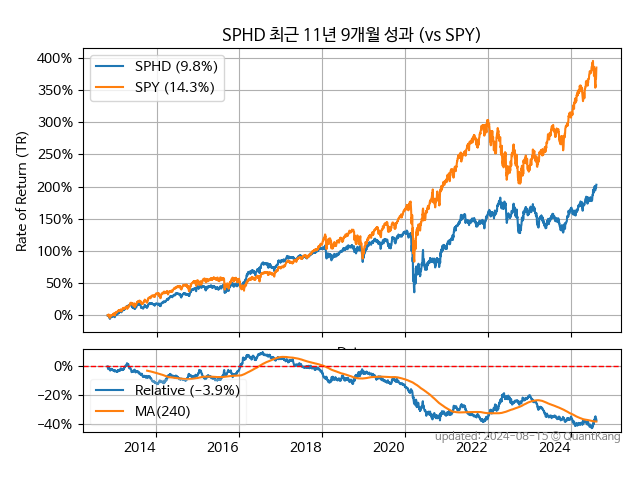 SPHD 최근 11년 9개월 성과 (vs SPY)
Rate of Return (TR)
400%
350%
300%
250%
200%
150%
100%
50%
0%
SPHD (9.8%)
SPY (14.3%)
0%
−20%
−40%
Relative (−3.9%)
MA(240)
2014 2016 2018 2020 2022 2024
updated: 2024-08-15 © QuantKang